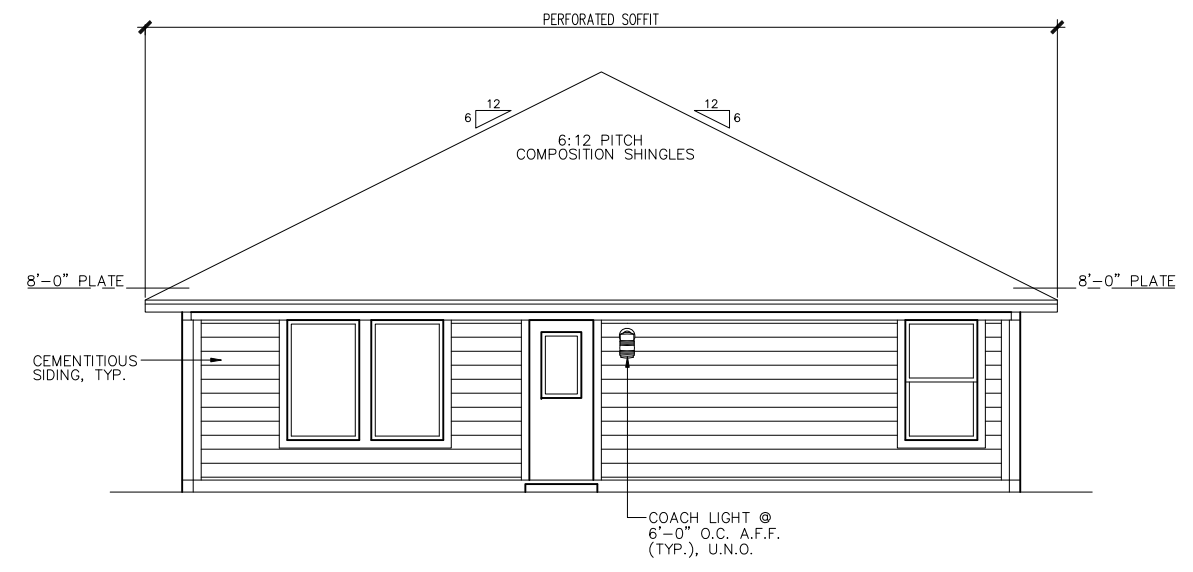 PERFORATED SOFFIT
12
6
12
6
6:12 PITCH
COMPOSITION SHINGLES
8'-0" PLATE
8'-0" PLATE
CEMENTITIOUS
SIDING, TYP.
COACH LIGHT @
6'-0" O.C. A.F.F.
(TYP.), U.N.O.